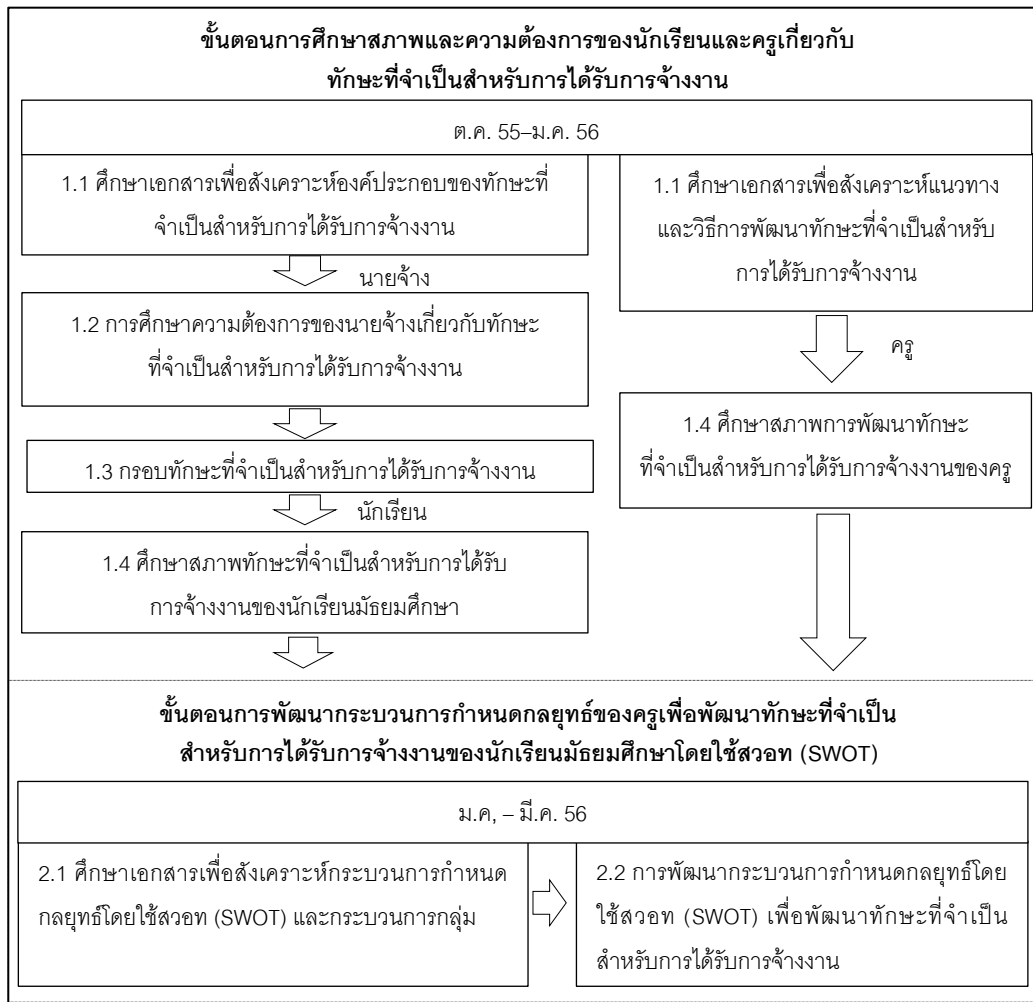 ขั้นตอนการศึกษาสภาพและความต้องการของนักเรียนและครูเกี่ยวกับ
ทักษะที่จำเป็นสำหรับการได้รับการจ้างงาน
ต.ค. 55–ม.ค. 56
1.1 ศึกษาเอกสารเพื่อสังเคราะห์องค์ประกอบของทักษะที่
จำเป็นสำหรับการได้รับการจ้างงาน
นายจ้าง
1.2 การศึกษาความต้องการของนายจ้างเกี่ยวกับทักษะ
ที่จำเป็นสำหรับการได้รับการจ้างงาน
1.3 กรอบทักษะที่จำเป็นสำหรับการได้รับการจ้างงาน
นักเรียน
1.4 ศึกษาสภาพทักษะที่จำเป็นสำหรับการได้รับ
การจ้างงานของนักเรียนมัธยมศึกษา
1.1 ศึกษาเอกสารเพื่อสังเคราะห์แนวทาง
และวิธีการพัฒนาทักษะที่จำเป็นสำหรับ
การได้รับการจ้างงาน
ครู
1.4 ศึกษาสภาพการพัฒนาทักษะ
ที่จำเป็นสำหรับการได้รับการจ้างงานของครู
ขั้นตอนการพัฒนากระบวนการกำหนดกลยุทธ์ของครูเพื่อพัฒนาทักษะที่จำเป็น
สำหรับการได้รับการจ้างงานของนักเรียนมัธยมศึกษาโดยใช้สวอท (SWOT)
ม.ค, – มี.ค. 56
2.1 ศึกษาเอกสารเพื่อสังเคราะห์กระบวนการกำหนด
กลยุทธ์โดยใช้สวอท (SWOT) และกระบวนการกลุ่ม
2.2 การพัฒนากระบวนการกำหนดกลยุทธ์โดย
ใช้สวอท (SWOT) เพื่อพัฒนาทักษะที่จำเป็น
สำหรับการได้รับการจ้างงาน